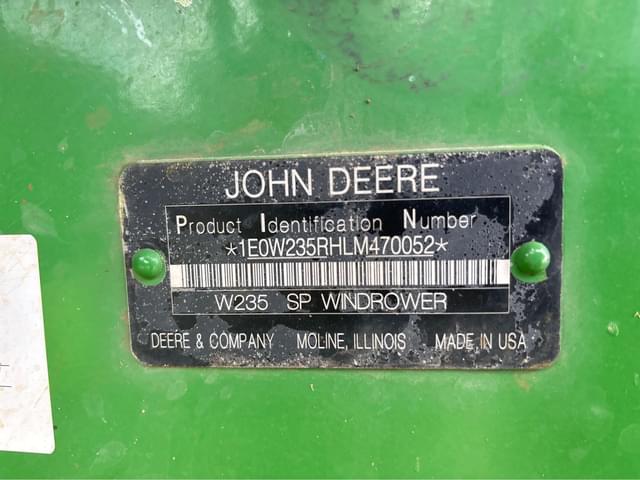 JOHN DEERE
Product Identification Number
*1E0W235RHLM470052*
W235 SP WINDROWER
DEERE & COMPANY MOLINE, ILLINOIS MADE IN USA